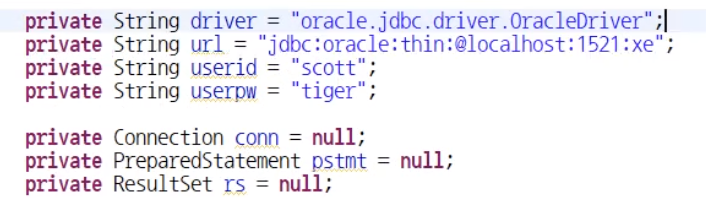 private String driver = "oracle.jdbc.driver.OracleDriver";
private String url = "jdbc:oracle:thin:@localhost:1521:xe";
private String userid = "scott";
private String userpw = "tiger";
private Connection conn = null;
private PreparedStatement pstmt = null;
private ResultSet rs = null;